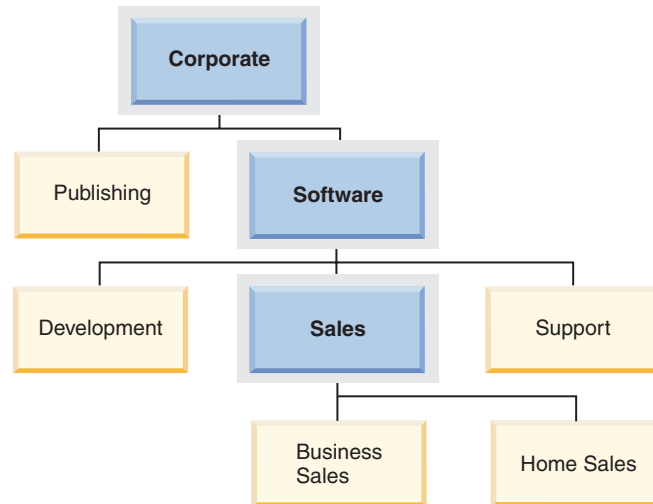 Corporate
Publishing
Software
Development
Sales
Support
Business
Sales
Home Sales